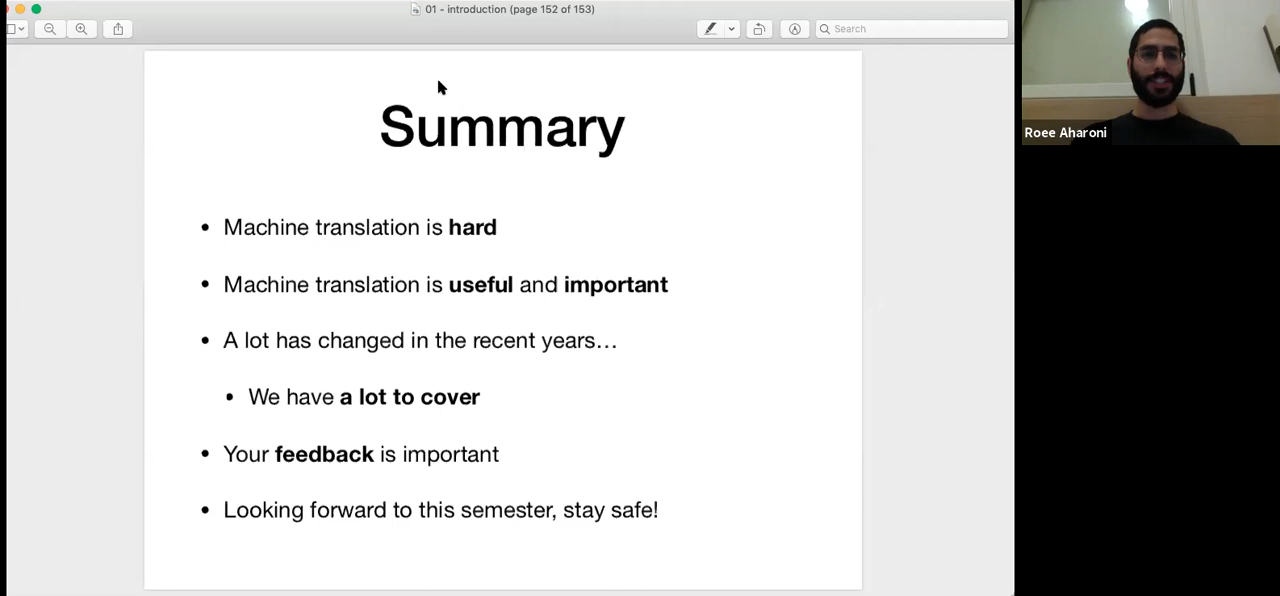 01 - introduction (page 152 of 153)
Search
Summary
• Machine translation is hard
• Machine translation is useful and important
• A lot has changed in the recent years…
• We have a lot to cover
• Your feedback is important
• Looking forward to this semester, stay safe!
Roee Aharoni